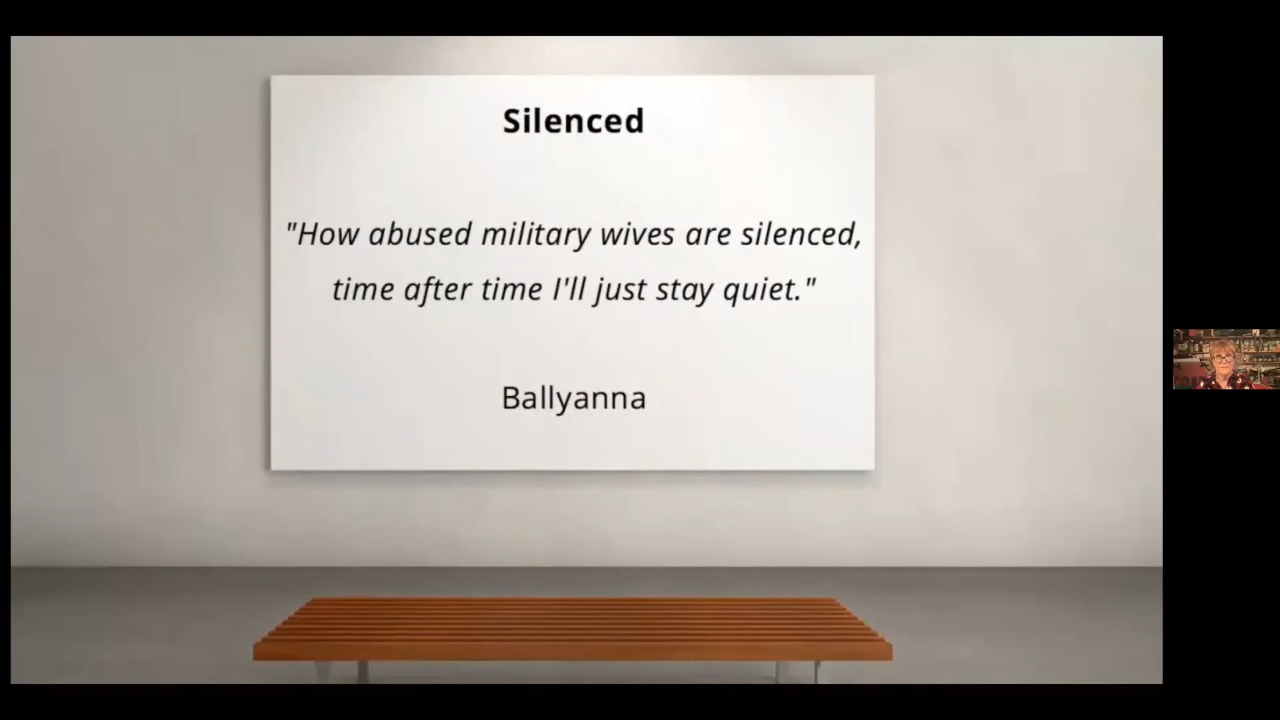 Silenced
"How abused military wives are silenced,
time after time I'll just stay quiet."
Ballyanna